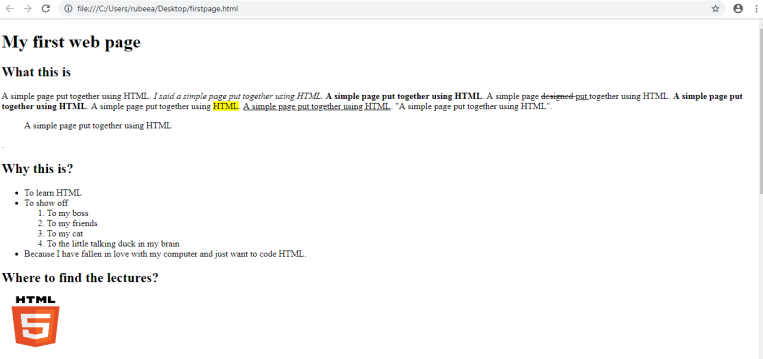 file:///C:/Users/rubeea/Desktop/firstpage.html
My first web page
What this is
A simple page put together using HTML. I said a simple page put together using HTML. A simple page put together using HTML. A simple page designed put together using HTML. A simple page put
together using HTML. A simple page put together using HTML. A simple page put together using HTML. "A simple page put together using HTML".
A simple page put together using HTML
.
Why this is?
To learn HTML
To show off
1. To my boss
2. To my friends
3. To my cat
4. To the little talking duck in my brain
Because I have fallen in love with my computer and just want to code HTML.
Where to find the lectures?
HTML
5